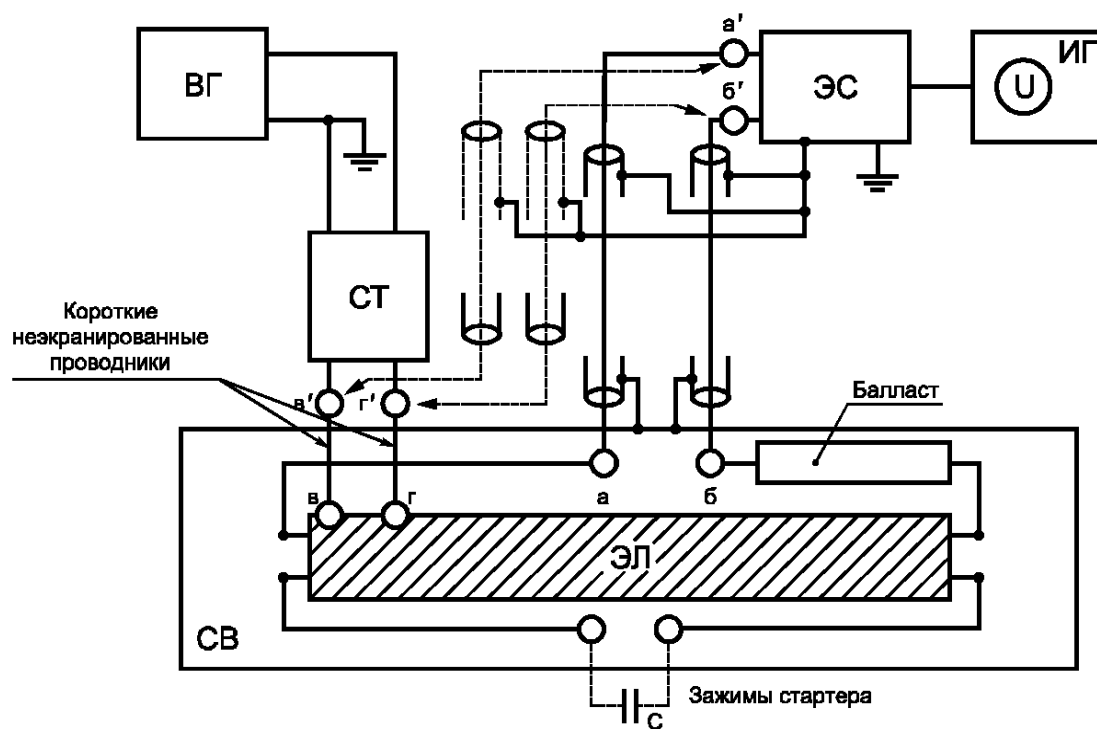 ВГ
а′
ЭС
ИГ
U
б′
СТ
Короткие
неэкранированные
проводники
в′
г′
Балласт
в
г
а
б
ЭЛ
СВ
С
Зажимы стартера